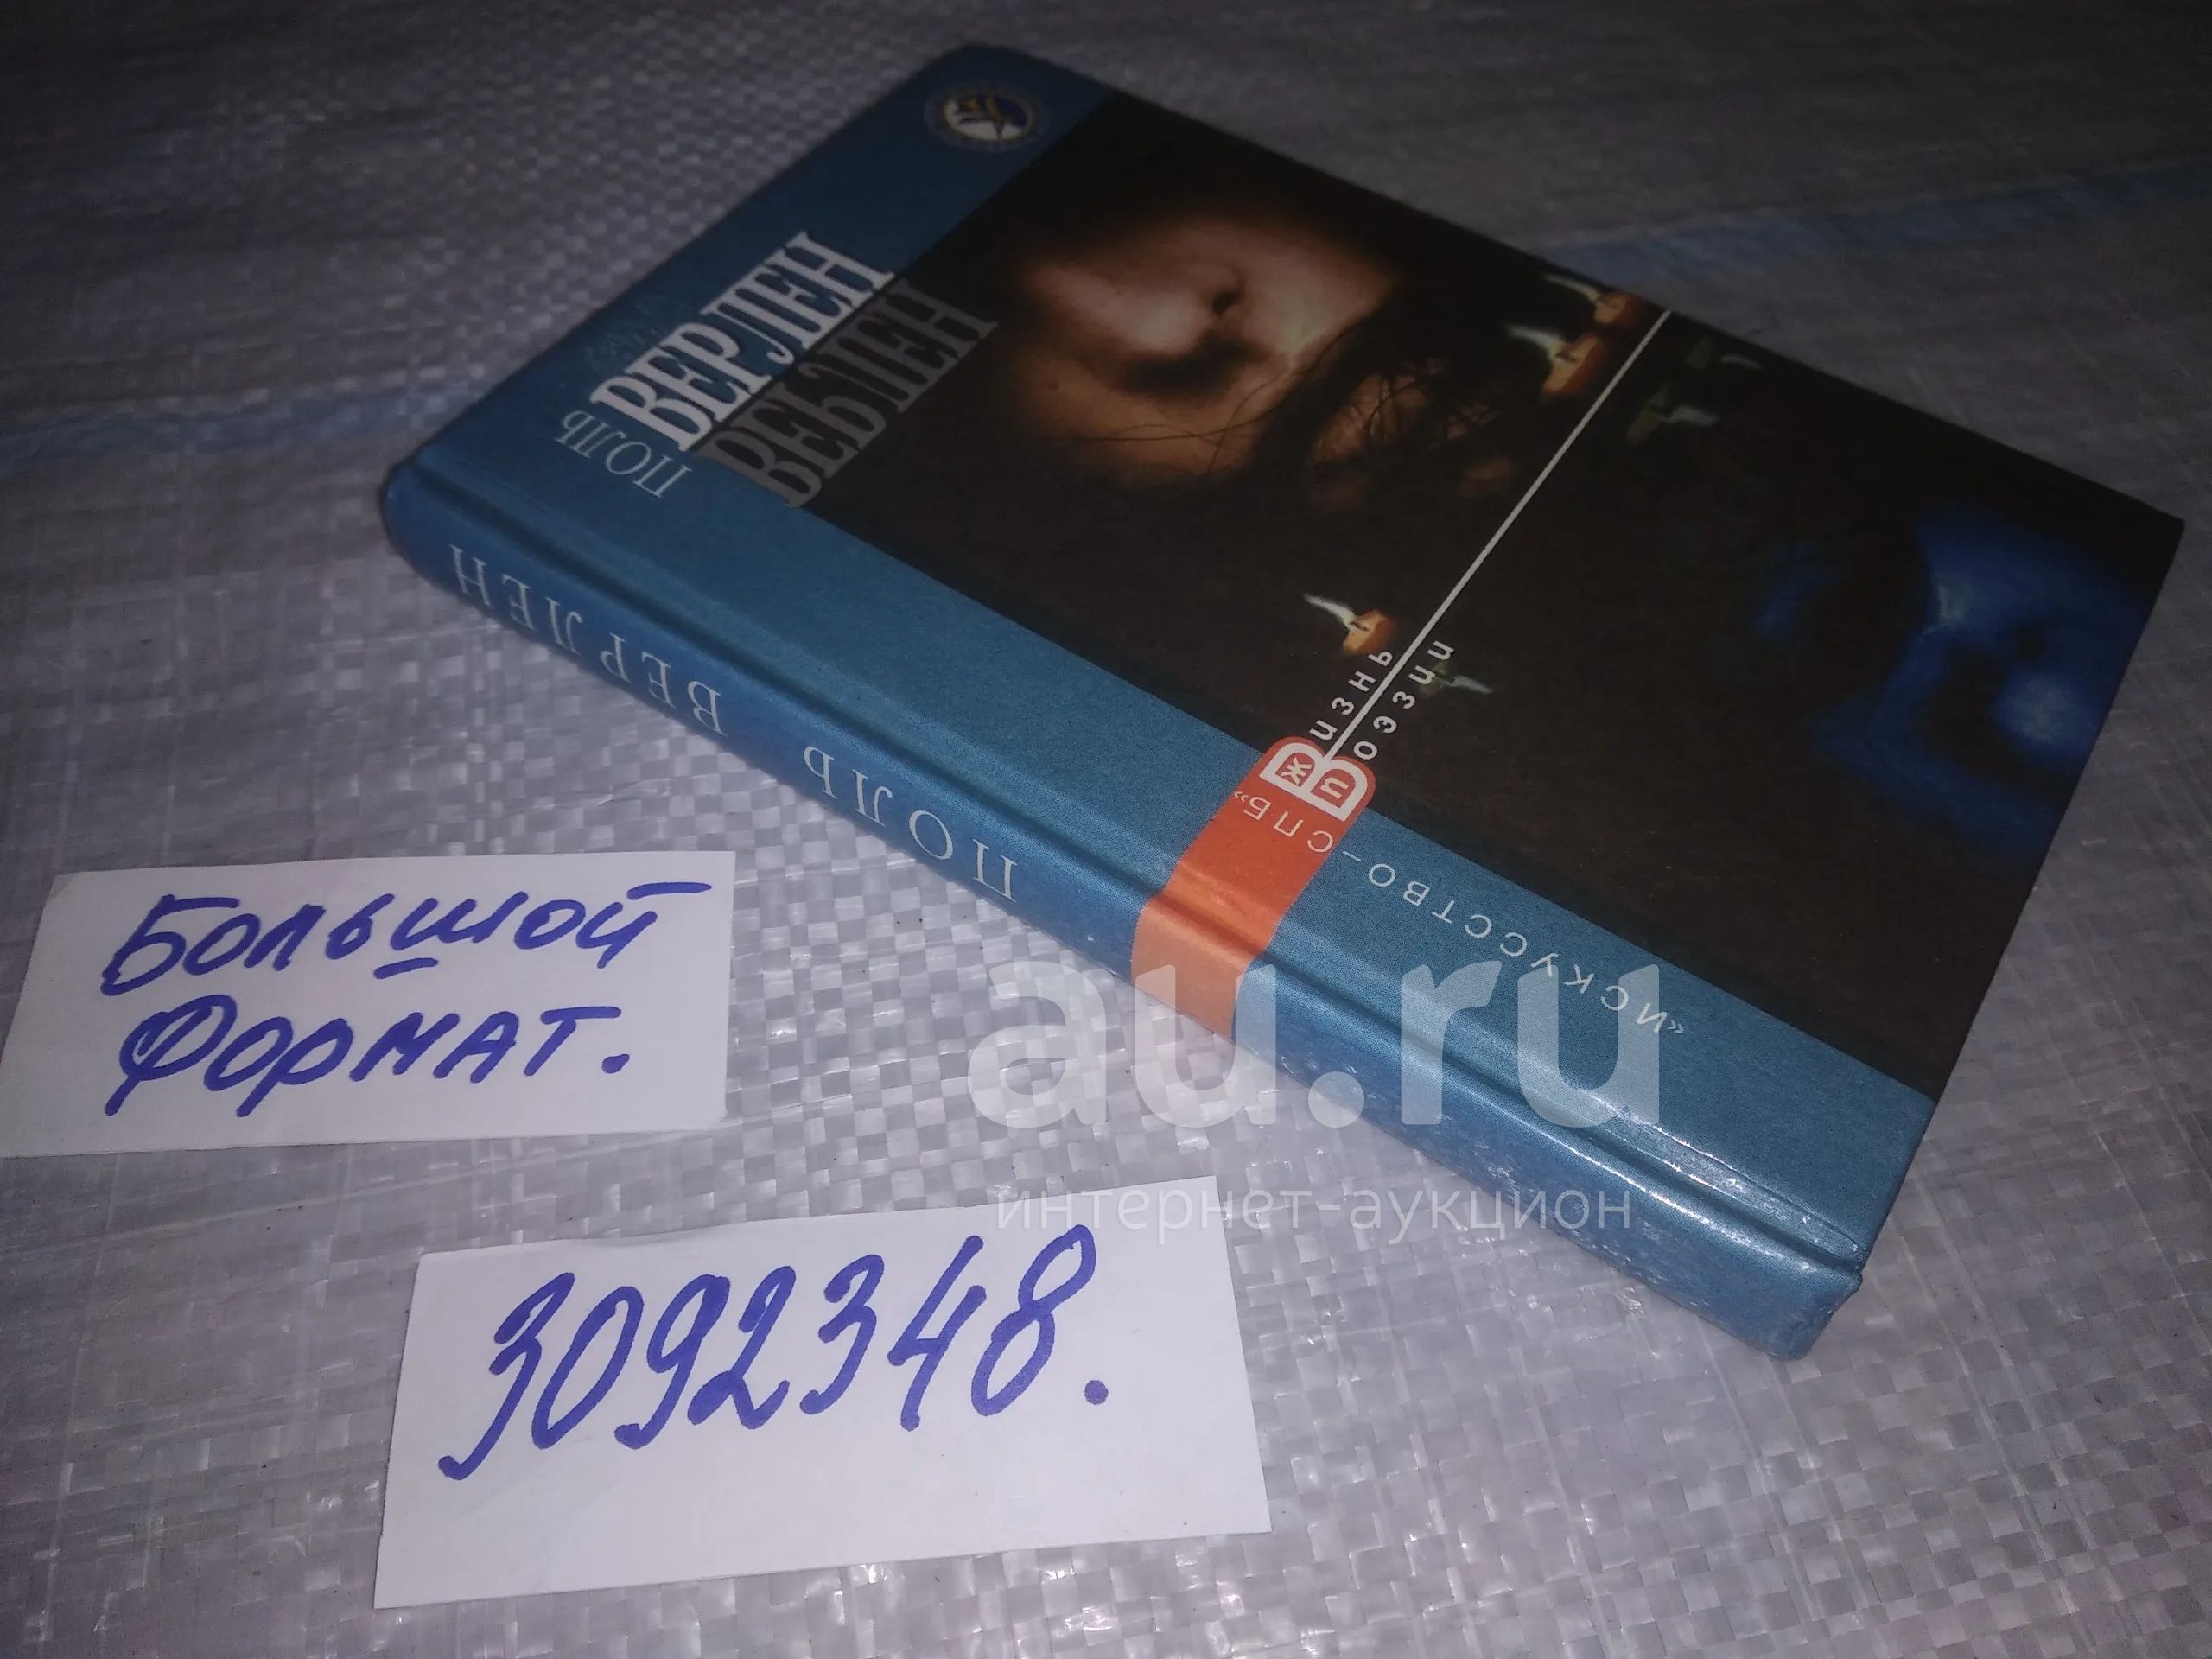 ПОЛЬ
ВЕРЛЕН
ВЕРЛЕН
ПОЛЬ ВЕРЛЕН
Жизнь
Поэзии
«ИСКУССТВО–СПБ»
Большой
Формат.
3092348.
au.ru
интернет-аукцион